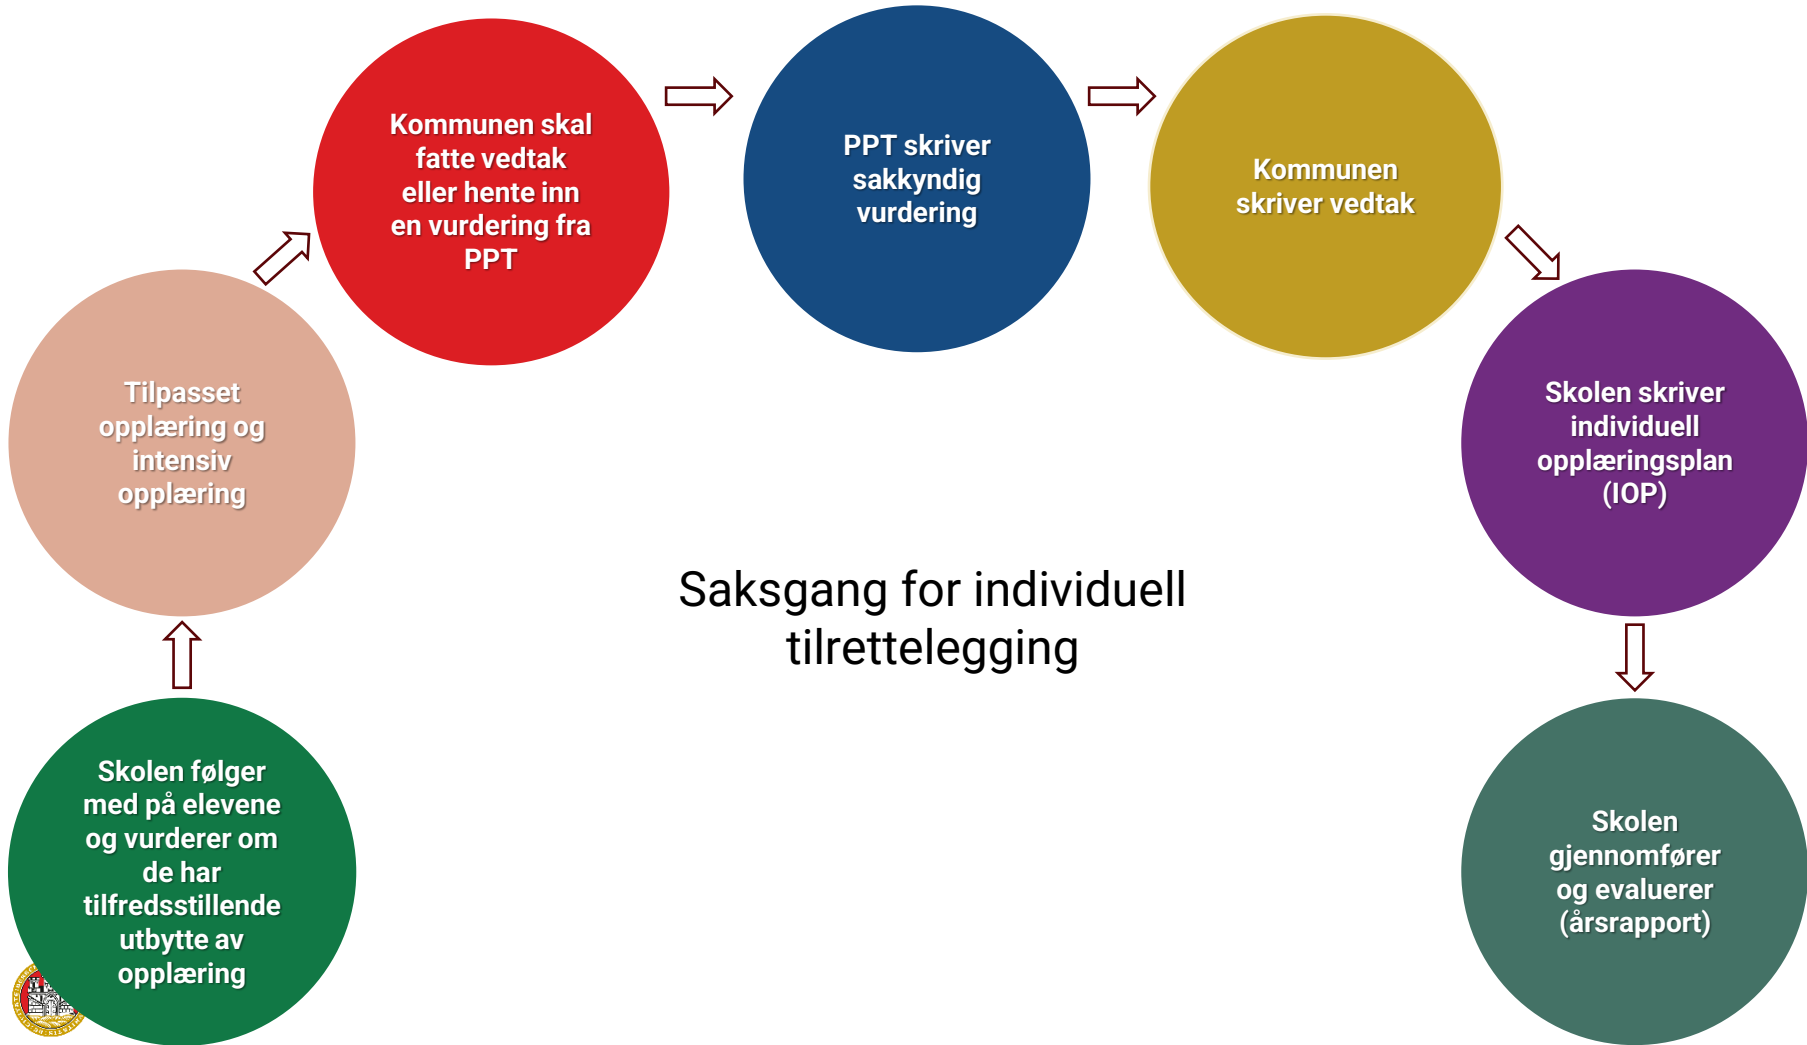 Skolen følger
med på elevene
og vurderer om
de har
tilfredsstillende
utbytte av
opplæring
Tilpasset
opplæring og
intensiv
opplæring
Kommunen skal
fatte vedtak
eller hente inn
en vurdering fra
PPT
PPT skriver
sakkyndig
vurdering
Kommunen
skriver vedtak
Skolen skriver
individuell
opplæringsplan
(IOP)
Skolen
gjennomfører
og evaluerer
(årsrapport)
Saksgang for individuell
tilrettelegging